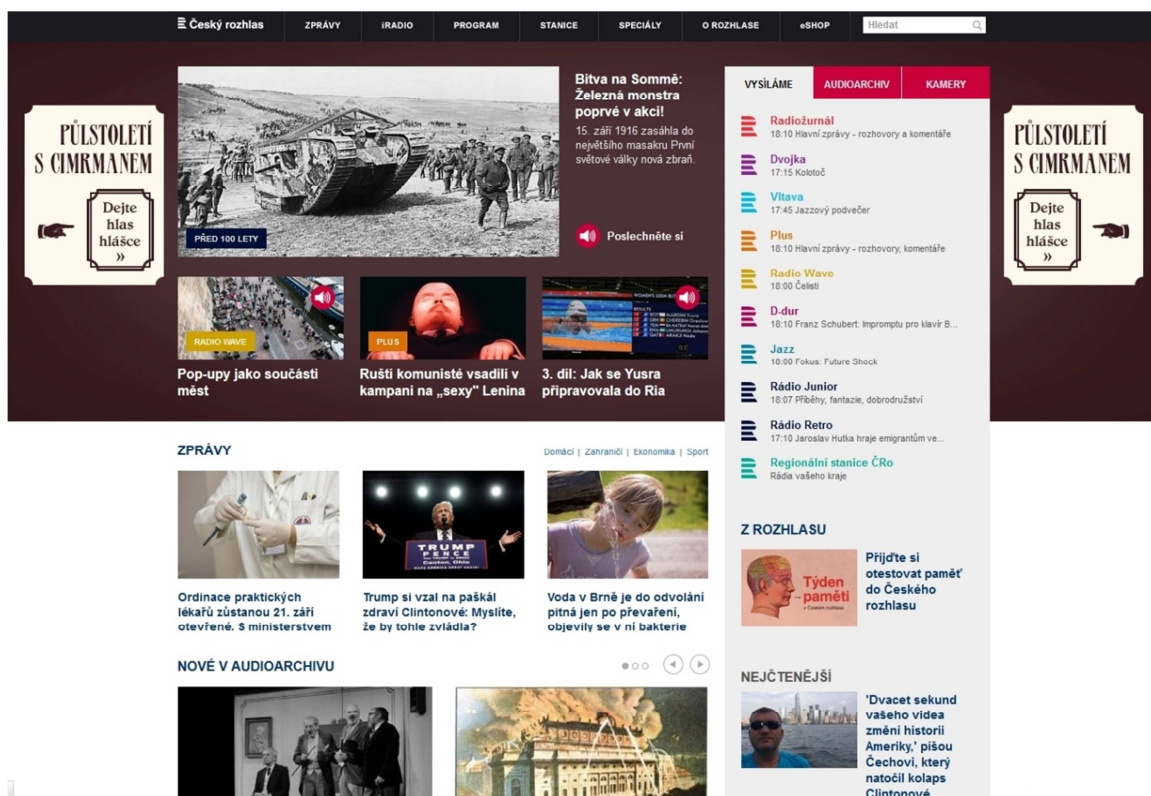 Český rozhlas
ZPRÁVY
iRADIO
PROGRAM
STANICE
SPECIÁLY
O ROZHLASE
eSHOP
Hledat
PŮLSTOLETÍ
S CIMRMANEM
Dejte
hlas
hlášce
»
PŘED 100 LETY
Bitva na Sommě:
Železná monstra
poprvé v akci!
15. září 1916 zasáhla do
největšího masakru První
světové války nová zbraň.
Poslechněte si
RADIO WAVE
Pop-upy jako součásti
měst
PLUS
Ruští komunisté vsadili v
kampani na „sexy" Lenina
3. díl: Jak se Yusra
připravovala do Ria
VYSÍLÁME
AUDIOARCHIV
KAMERY
Radiožurnál
18:10 Hlavní zprávy - rozhovory a komentáře
Dvojka
17:15 Kolotoč
Vltava
17:45 Jazzový podvečer
Plus
18:10 Hlavní zprávy - rozhovory, komentáře
Radio Wave
18:00 Čelisti
D-dur
18:10 Franz Schubert: Impromptu pro klavír B...
Jazz
18:00 Fokus: Future Shock
Rádio Junior
18:07 Příběhy, fantazie, dobrodružství
Rádio Retro
17:10 Jaroslav Hutka hraje emigrantům ve...
Regionální stanice ČRo
Rádia vašeho kraje
PŮLSTOLETÍ
S CIMRMANEM
Dejte
hlas
hlášce
»
ZPRÁVY
Domácí | Zahraničí | Ekonomika | Sport
Ordinace praktických
lékařů zůstanou 21. září
otevřené. S ministerstvem
TRUMP
PENCE
Canton, Ohio
Trump si vzal na paškál
zdraví Clintonové: Myslíte,
že by tohle zvládla?
Voda v Brně je do odvolání
pitná jen po převaření,
objevily se v ní bakterie
Z ROZHLASU
Týden
paměti
v Českém rozhlase
Přijďte si
otestovat paměť
do Českého
rozhlasu
NOVÉ V AUDIOARCHIVU
NEJČTENĚJŠÍ
'Dvacet sekund
vašeho videa
změní historii
Ameriky,' píšou
Čechovi, který
natočil kolaps
Clintonové